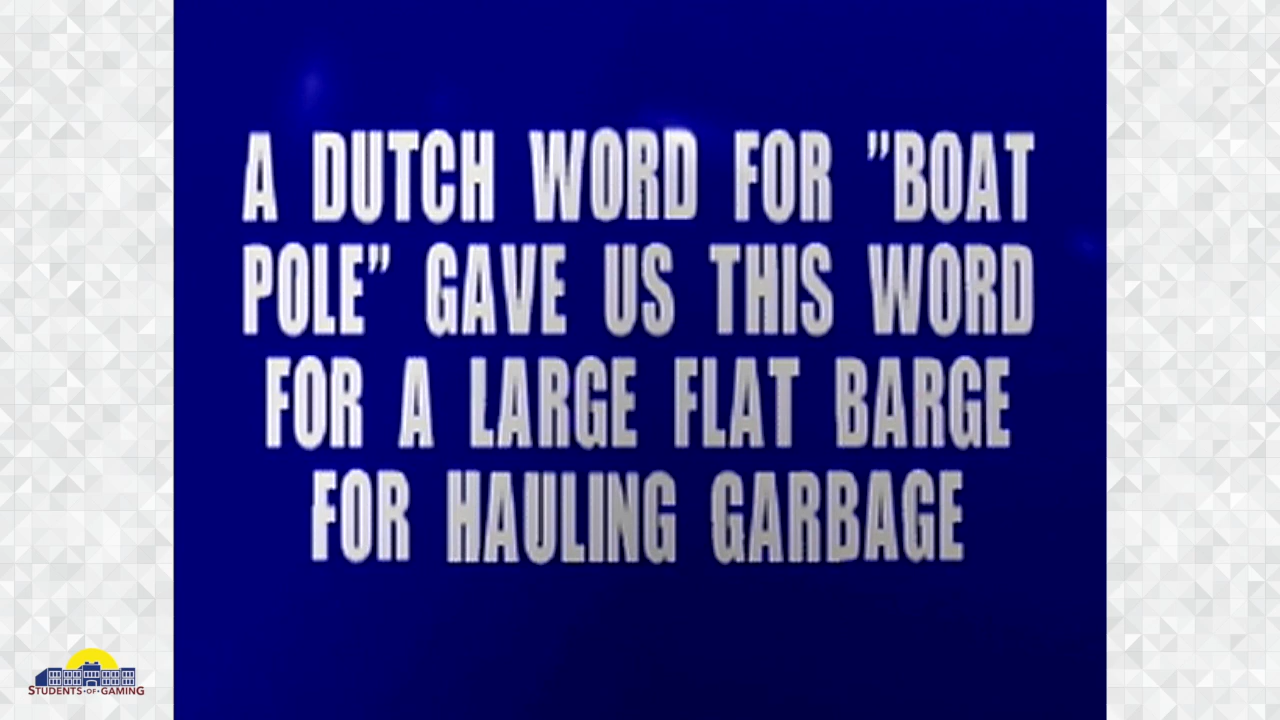 A DUTCH WORD FOR "BOAT
POLE" GAVE US THIS WORD
FOR A LARGE FLAT BARGE
FOR HAULING GARBAGE
STUDENTS•OF•GAMING